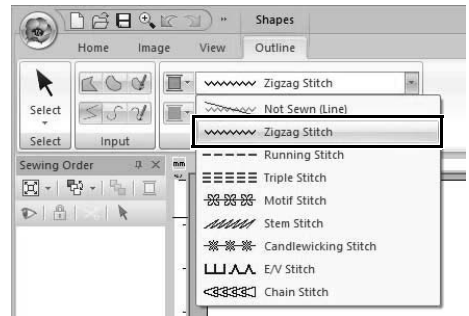 Shapes
Home Image View Outline
Zigzag Stitch
Select
Not Sewn (Line)
Zigzag Stitch
Select Input
Running Stitch
Sewing Order
mm
Triple Stitch
Motif Stitch
Stem Stitch
Candlewicking Stitch
E/V Stitch
Chain Stitch